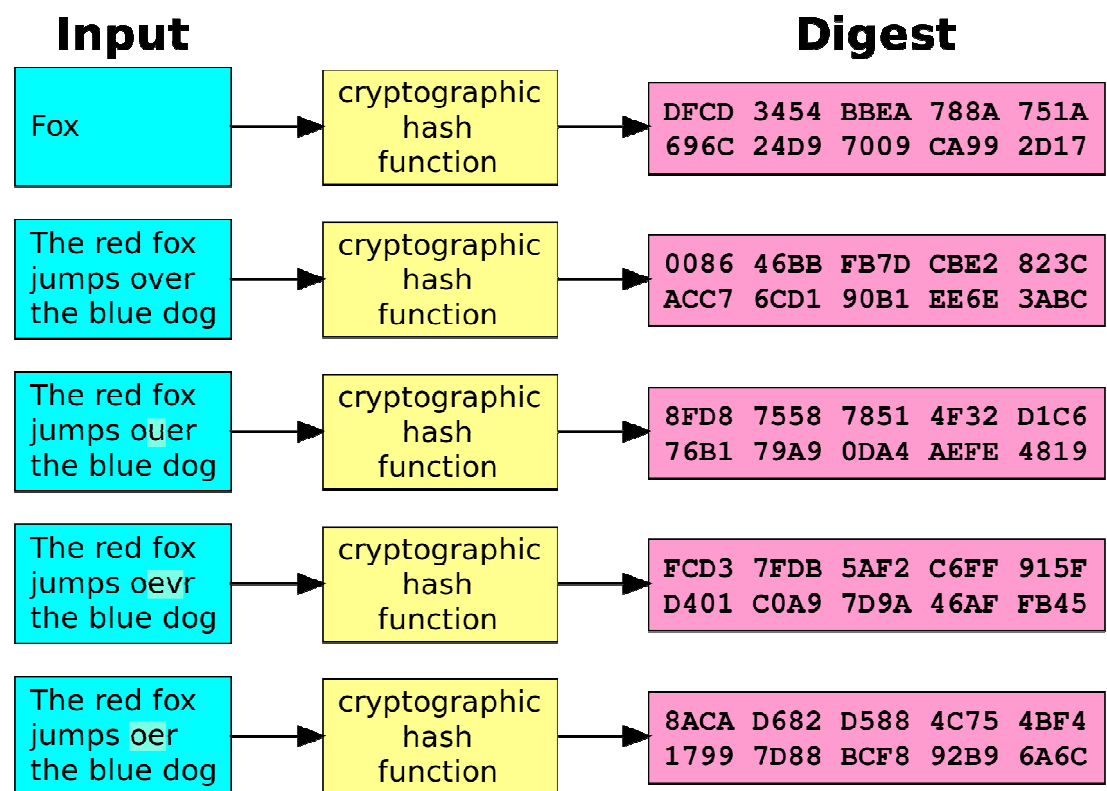 Input
Digest
Fox
cryptographic
hash
function
DFCD 3454 BBEA 788A 751A
696C 24D9 7009 CA99 2D17
The red fox
jumps over
the blue dog
cryptographic
hash
function
0086 46BB FB7D CBE2 823C
ACC7 6CD1 90B1 EE6E 3ABC
The red fox
jumps ouer
the blue dog
cryptographic
hash
function
8FD8 7558 7851 4F32 D1C6
76B1 79A9 0DA4 AEFE 4819
The red fox
jumps oevr
the blue dog
cryptographic
hash
function
FCD3 7FDB 5AF2 C6FF 915F
D401 C0A9 7D9A 46AF FB45
The red fox
jumps oer
the blue dog
cryptographic
hash
function
8ACA D682 D588 4C75 4BF4
1799 7D88 BCF8 92B9 6A6C